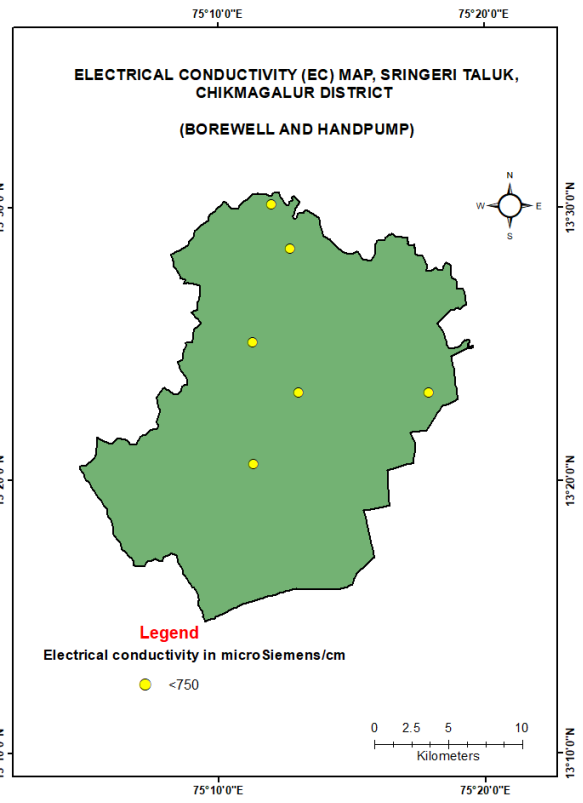 75°10'0"E 75°20'0"E
ELECTRICAL CONDUCTIVITY (EC) MAP, SRINGERI TALUK,
CHIKMAGALUR DISTRICT
(BOREWELL AND HANDPUMP)
N
W E
S
13°30'0"N
13°20'0"N
Legend
Electrical conductivity in microSiemens/cm
<750
0 2.5 5 10
Kilometers
13°10'0"N
75°10'0"E 75°20'0"E